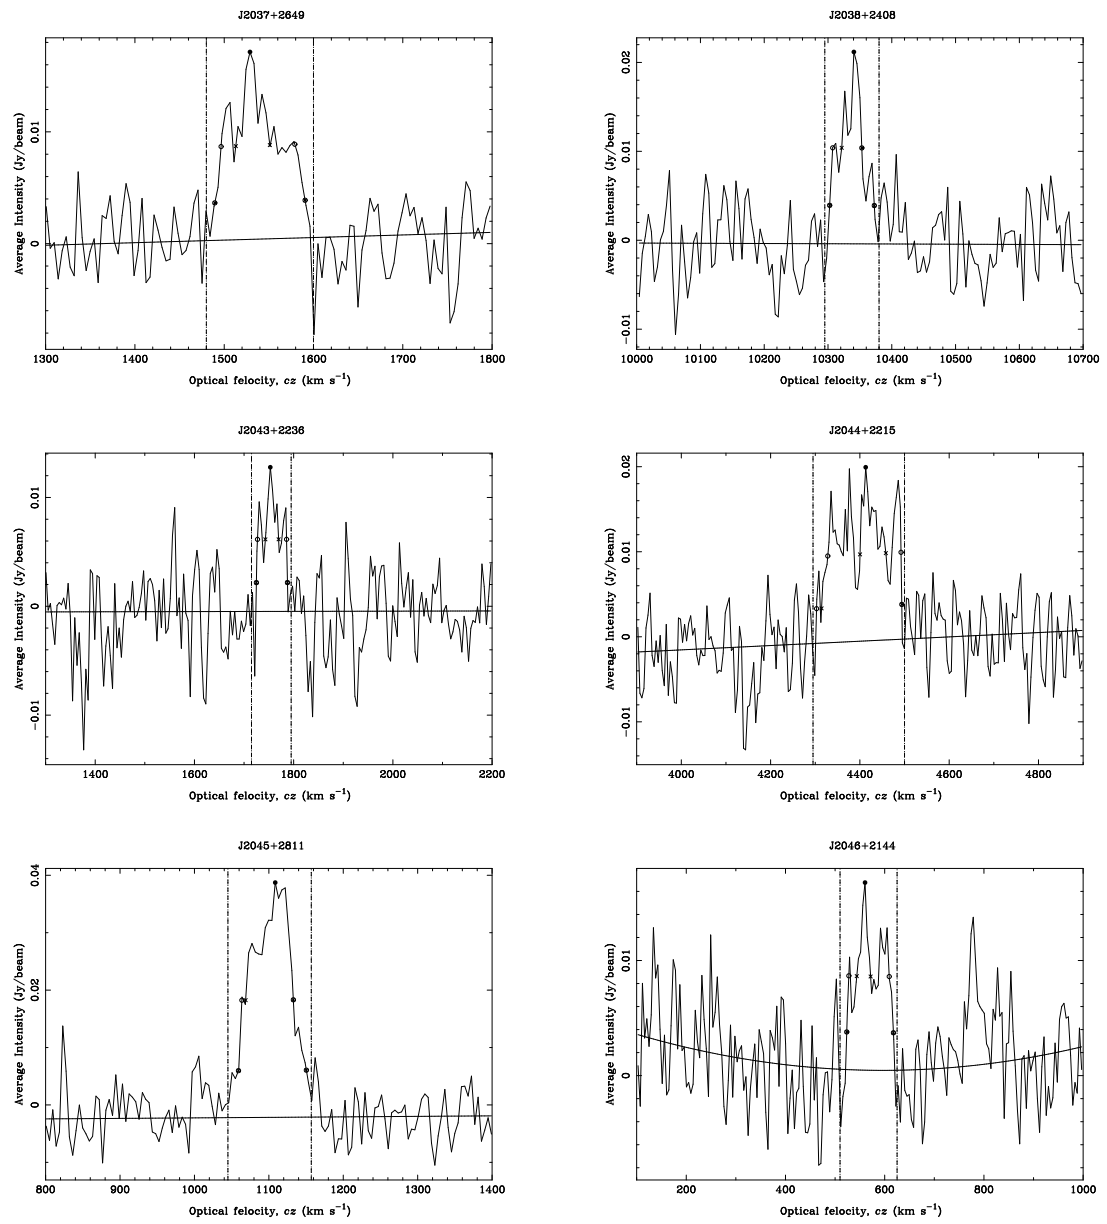 J2037+2649
J2038+2408
Average Intensity (Jy/beam)
0 0.01
1300 1400 1500 1600 1700 1800
Optical felocity, cz (km s⁻¹)
Average Intensity (Jy/beam)
−0.01 0 0.01 0.02
10000 10100 10200 10300 10400 10500 10600 10700
Optical felocity, cz (km s⁻¹)
J2043+2236
J2044+2215
Average Intensity (Jy/beam)
−0.01 0 0.01
1400 1600 1800 2000 2200
Optical felocity, cz (km s⁻¹)
Average Intensity (Jy/beam)
−0.01 0 0.01 0.02
4000 4200 4400 4600 4800
Optical felocity, cz (km s⁻¹)
J2045+2811
J2046+2144
Average Intensity (Jy/beam)
0 0.02 0.04
800 900 1000 1100 1200 1300 1400
Optical felocity, cz (km s⁻¹)
Average Intensity (Jy/beam)
0 0.01
200 400 600 800 1000
Optical felocity, cz (km s⁻¹)